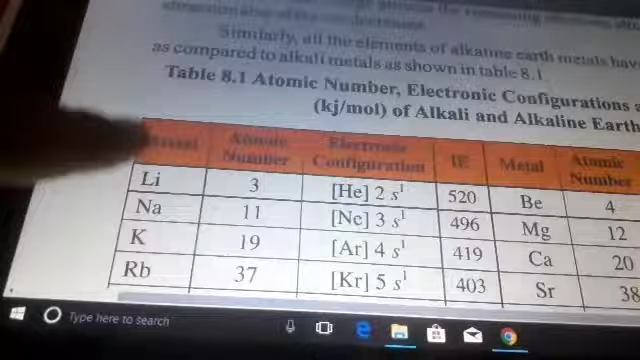 Similarly, all the elements of alkaline earth metals hav
as compared to alkali metals as shown in table 8.1
Table 8.1 Atomic Number, Electronic Configurations a
(kj/mol) of Alkali and Alkaline Earth
Atomic Number Electronic Configuration IE Metal Atomic Number
Li 3 [He] 2 s¹ 520 Be 4
Na 11 [Ne] 3 s¹ 496 Mg 12
K 19 [Ar] 4 s¹ 419 Ca 20
Rb 37 [Kr] 5 s¹ 403 Sr 38
Type here to search